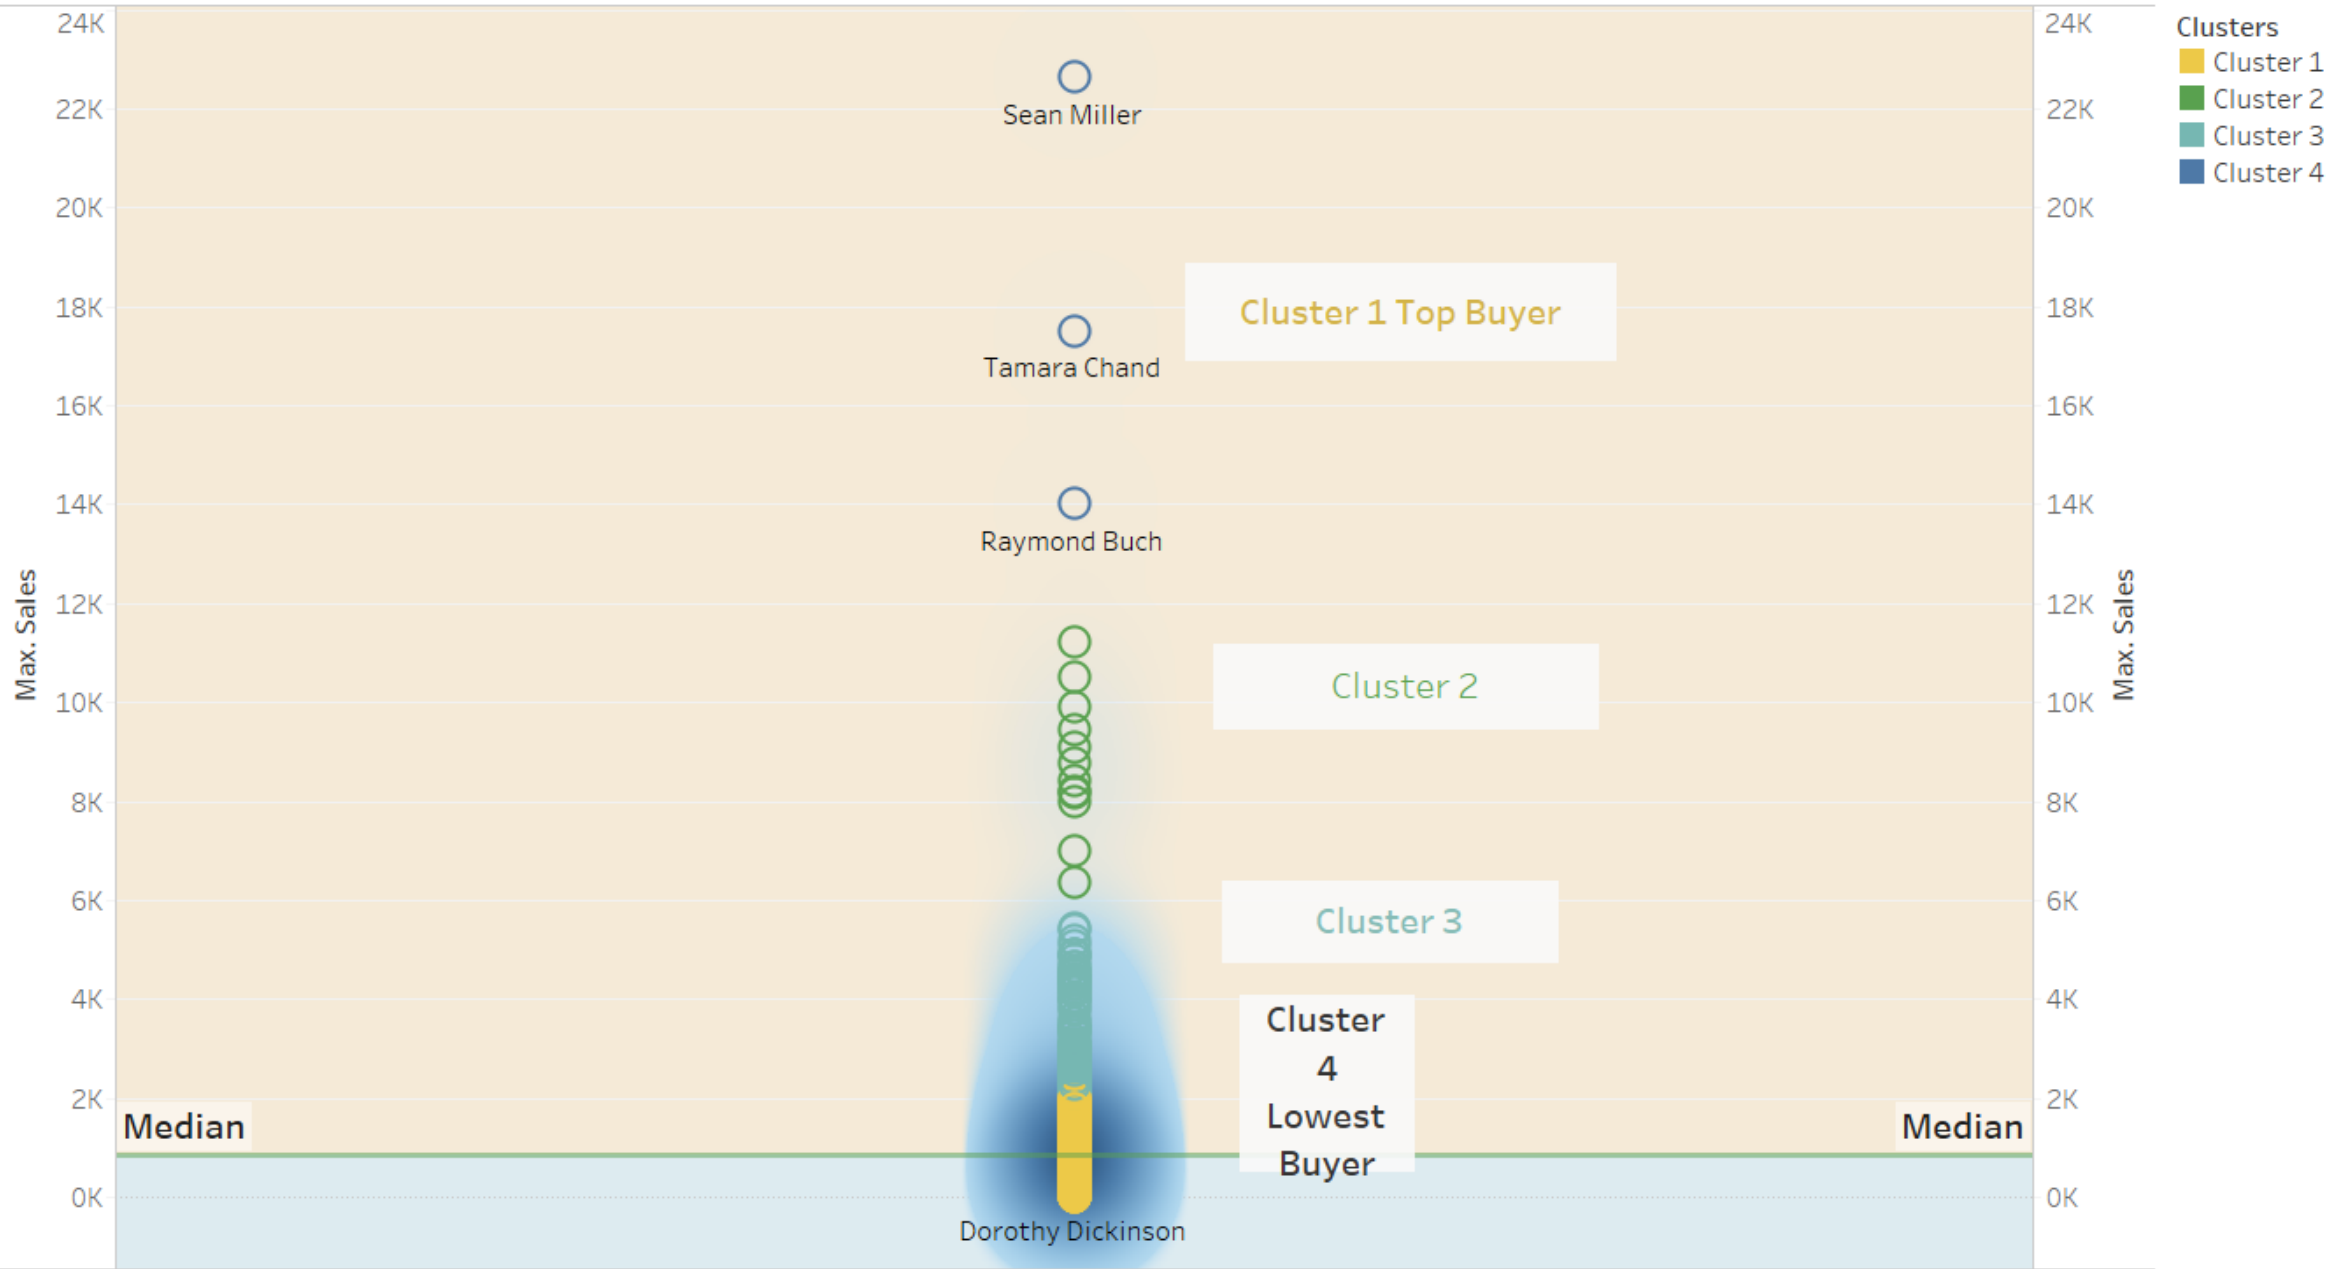 24K
22K
20K
18K
16K
14K
12K
10K
8K
6K
4K
2K
0K
Max. Sales
Sean Miller
Tamara Chand
Raymond Buch
Dorothy Dickinson
Cluster 1 Top Buyer
Cluster 2
Cluster 3
Cluster
4
Lowest
Buyer
Median
Median
24K
22K
20K
18K
16K
14K
12K
10K
8K
6K
4K
2K
0K
Max. Sales
Clusters
Cluster 1
Cluster 2
Cluster 3
Cluster 4